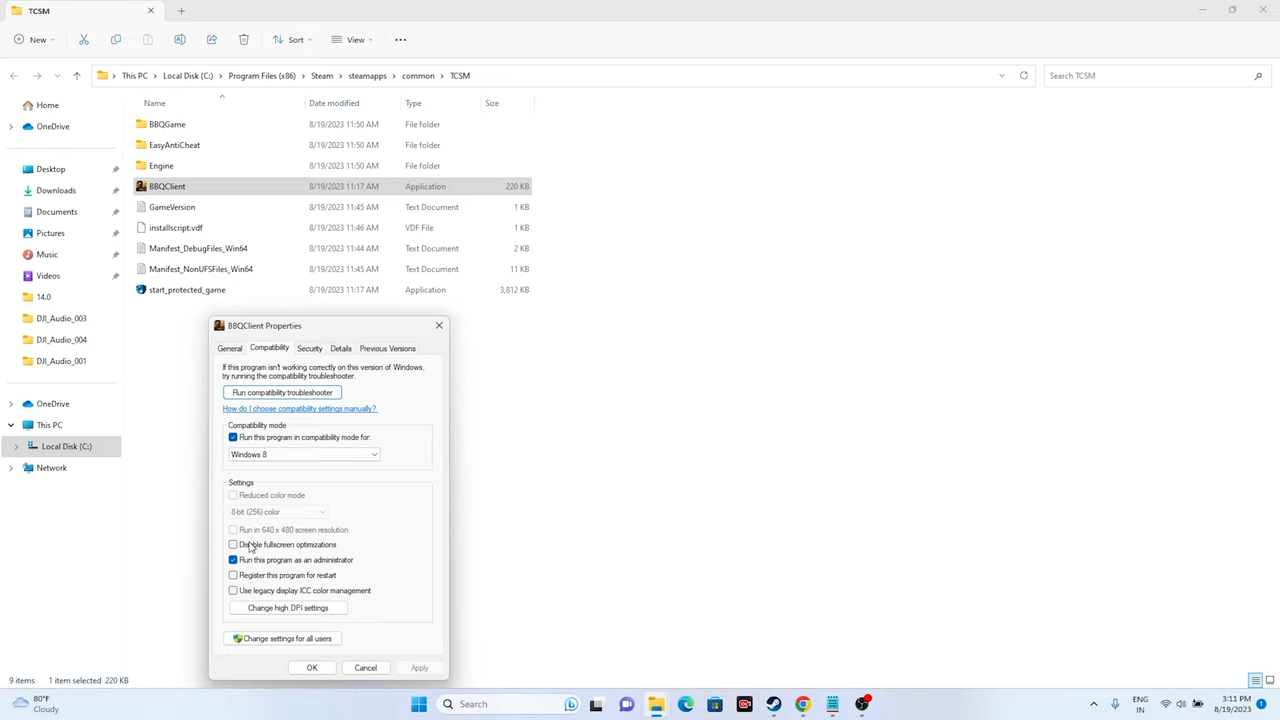 TCSM
New
Sort
View
This PC
Local Disk (C:)
Program Files (x86)
Steam
steamapps
common
TCSM
Search TCSM
Home
OneDrive
Desktop
Downloads
Documents
Pictures
Music
Videos
14.0
DJI_Audio_003
DJI_Audio_004
DJI_Audio_001
OneDrive
This PC
Local Disk (C:)
Network
Name Date modified Type Size
BBQGame 8/19/2023 11:50 AM File folder
EasyAntiCheat 8/19/2023 11:50 AM File folder
Engine 8/19/2023 11:50 AM File folder
BBQClient 8/19/2023 11:17 AM Application 220 KB
GameVersion 8/19/2023 11:45 AM Text Document 1 KB
installscript.vdf 8/19/2023 11:46 AM VDF File 1 KB
Manifest_DebugFiles_Win64 8/19/2023 11:44 AM Text Document 2 KB
Manifest_NonUFSFiles_Win64 8/19/2023 11:45 AM Text Document 11 KB
start_protected_game 8/19/2023 11:17 AM Application 3,812 KB
BBQClient Properties
General Compatibility Security Details Previous Versions
If this program isn't working correctly on this version of Windows,
try running the compatibility troubleshooter.
Run compatibility troubleshooter
How do I choose compatibility settings manually?
Compatibility mode
Run this program in compatibility mode for:
Windows 8
Settings
Reduced color mode
8-bit (256) color
Run in 640 x 480 screen resolution
Disable fullscreen optimizations
Run this program as an administrator
Register this program for restart
Use legacy display ICC color management
Change high DPI settings
Change settings for all users
OK Cancel Apply
9 items 1 item selected 220 KB
80°F
Cloudy
Search
ENG
IN
3:11 PM
8/19/2023